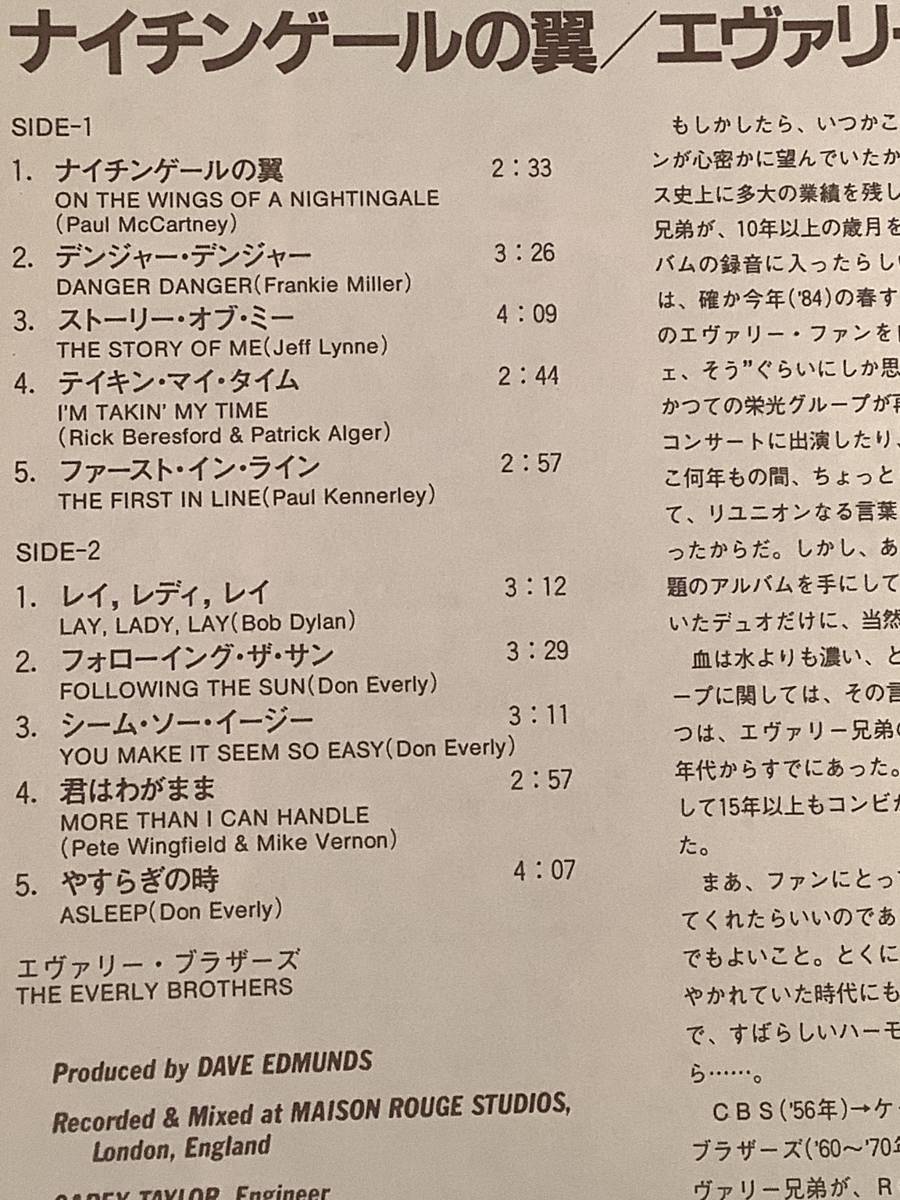 ナイチンゲールの翼／エヴァリー
SIDE-1
1. ナイチンゲールの翼 2：33
ON THE WINGS OF A NIGHTINGALE
(Paul McCartney)
2. デンジャー・デンジャー 3：26
DANGER DANGER(Frankie Miller)
3. ストーリー・オブ・ミー 4：09
THE STORY OF ME(Jeff Lynne)
4. テイキン・マイ・タイム 2：44
I'M TAKIN' MY TIME
(Rick Beresford & Patrick Alger)
5. ファースト・イン・ライン 2：57
THE FIRST IN LINE(Paul Kennerley)
SIDE-2
1. レイ, レディ, レイ 3：12
LAY, LADY, LAY(Bob Dylan)
2. フォローイング・ザ・サン 3：29
FOLLOWING THE SUN(Don Everly)
3. シーム・ソー・イージー 3：11
YOU MAKE IT SEEM SO EASY(Don Everly)
4. 君はわがまま 2：57
MORE THAN I CAN HANDLE
(Pete Wingfield & Mike Vernon)
5. やすらぎの時 4：07
ASLEEP(Don Everly)
エヴァリー・ブラザーズ
THE EVERLY BROTHERS
Produced by DAVE EDMUNDS
Recorded & Mixed at MAISON ROUGE STUDIOS,
London, England
CAREY TAYLOR, Engineer
もしかしたら、いつかこ
ンが心密かに望んでいたか
ス史上に多大の業績を残し
兄弟が、10年以上の歳月を
バムの録音に入ったらしい
は、確か今年('84)の春す
のエヴァリー・ファンを
ェ、そう”ぐらいにしか思
かつての栄光グループが再
コンサートに出演したり、
こ何年もの間、ちょっと
て、リユニオンなる言葉
ったからだ。しかし、あ
題のアルバムを手にして
いたデュオだけに、当然
血は水よりも濃い、と
ープに関しては、その言
つは、エヴァリー兄弟の
年代からすでにあった。
して15年以上もコンビが
た。
まあ、ファンにとって
てくれたらいいのであ
でもよいこと。とくに
やかれていた時代にも
で、すばらしいハーモ
ら……。
ＣＢＳ('56年)→ケ
ブラザーズ('60〜'70年
ヴァリー兄弟が、Ｒ